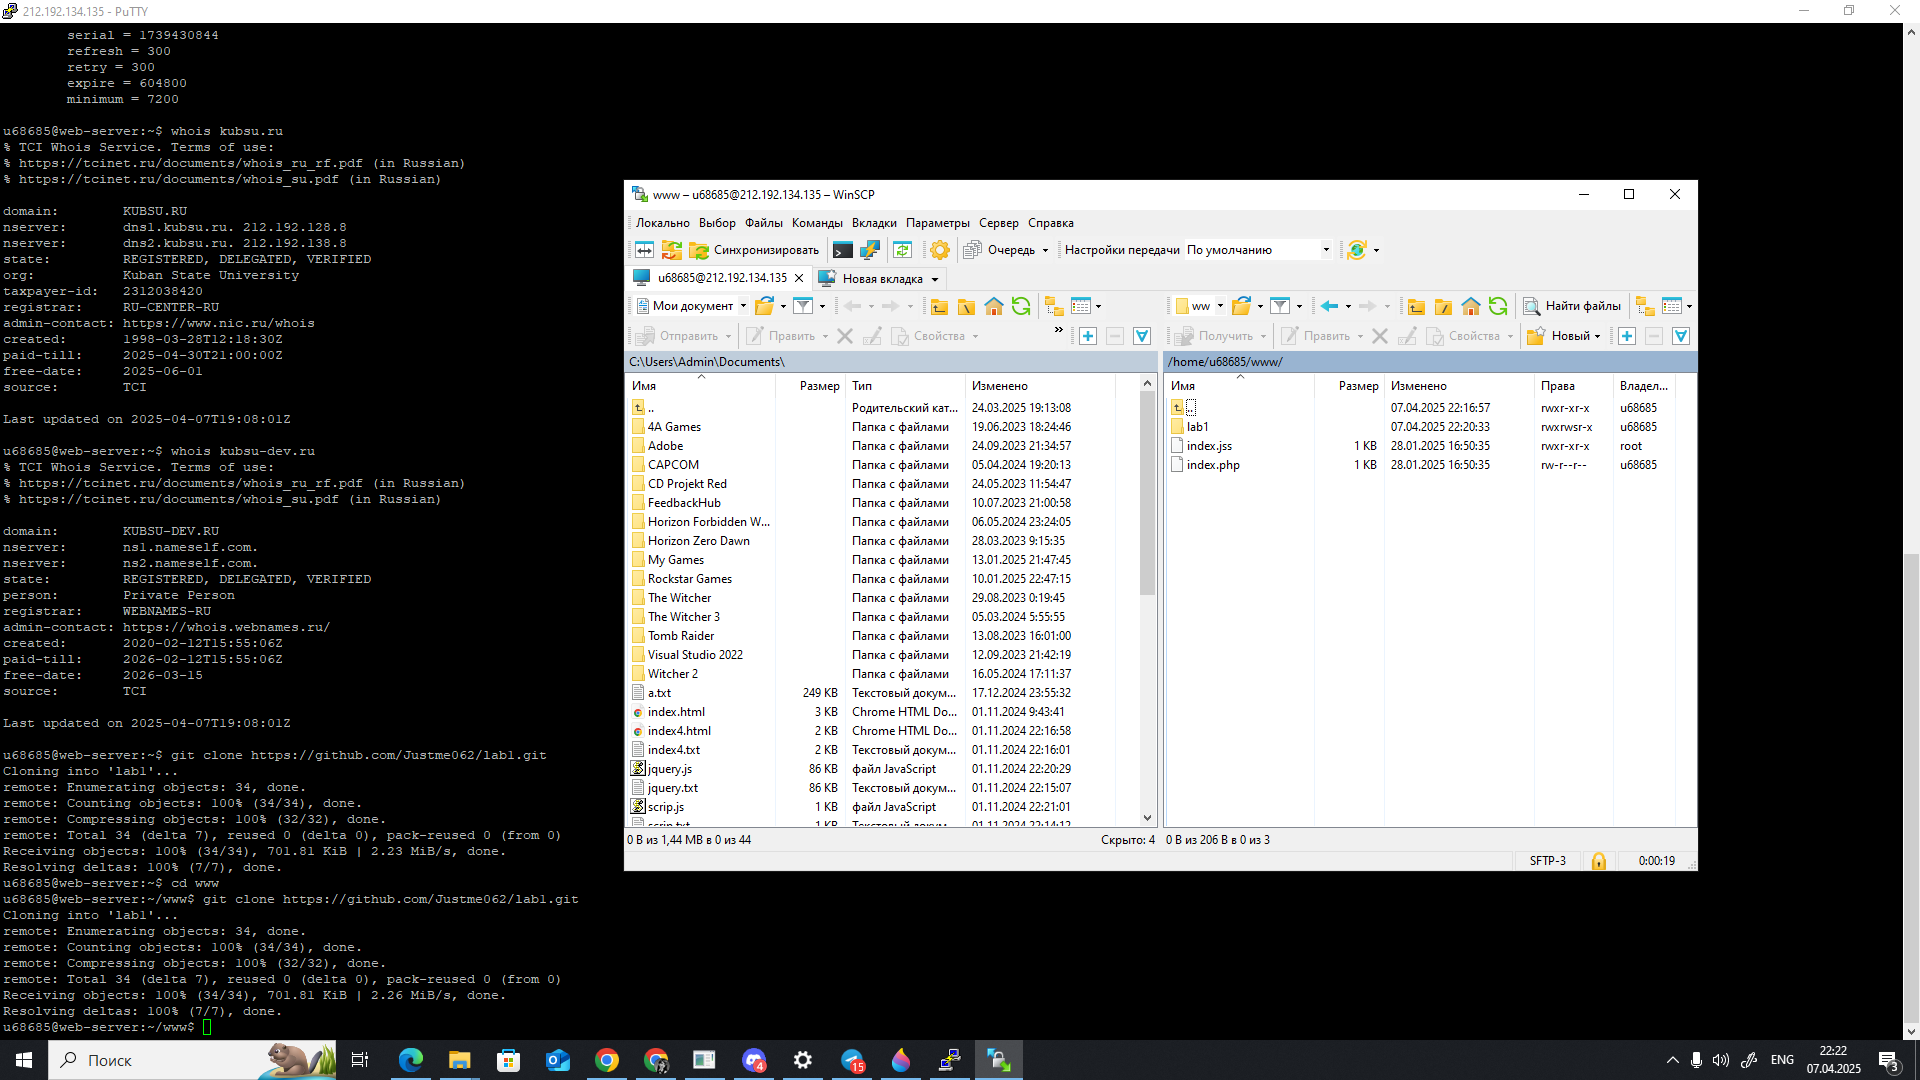 212.192.134.135 - PuTTY
serial = 1739430844
refresh = 300
retry = 300
expire = 604800
minimum = 7200
u68685@web-server:~$ whois kubsu.ru
% TCI Whois Service. Terms of use:
% https://tcinet.ru/documents/whois_ru_rf.pdf (in Russian)
% https://tcinet.ru/documents/whois_su.pdf (in Russian)
domain: KUBSU.RU
nserver: dns1.kubsu.ru. 212.192.128.8
nserver: dns2.kubsu.ru. 212.192.138.8
state: REGISTERED, DELEGATED, VERIFIED
org: Kuban State University
taxpayer-id: 2312038420
registrar: RU-CENTER-RU
admin-contact: https://www.nic.ru/whois
created: 1998-03-28T12:18:30Z
paid-till: 2025-04-30T21:00:00Z
free-date: 2025-06-01
source: TCI
Last updated on 2025-04-07T19:08:01Z
u68685@web-server:~$ whois kubsu-dev.ru
% TCI Whois Service. Terms of use:
% https://tcinet.ru/documents/whois_ru_rf.pdf (in Russian)
% https://tcinet.ru/documents/whois_su.pdf (in Russian)
domain: KUBSU-DEV.RU
nserver: ns1.nameself.com.
nserver: ns2.nameself.com.
state: REGISTERED, DELEGATED, VERIFIED
person: Private Person
registrar: WEBNAMES-RU
admin-contact: https://whois.webnames.ru/
created: 2020-02-12T15:55:06Z
paid-till: 2026-02-12T15:55:06Z
free-date: 2026-03-15
source: TCI
Last updated on 2025-04-07T19:08:01Z
u68685@web-server:~$ git clone https://github.com/Justme062/lab1.git
Cloning into 'lab1'...
remote: Enumerating objects: 34, done.
remote: Counting objects: 100% (34/34), done.
remote: Compressing objects: 100% (32/32), done.
remote: Total 34 (delta 7), reused 0 (delta 0), pack-reused 0 (from 0)
Receiving objects: 100% (34/34), 701.81 KiB | 2.23 MiB/s, done.
Resolving deltas: 100% (7/7), done.
u68685@web-server:~$ cd www
u68685@web-server:~/www$ git clone https://github.com/Justme062/lab1.git
Cloning into 'lab1'...
remote: Enumerating objects: 34, done.
remote: Counting objects: 100% (34/34), done.
remote: Compressing objects: 100% (32/32), done.
remote: Total 34 (delta 7), reused 0 (delta 0), pack-reused 0 (from 0)
Receiving objects: 100% (34/34), 701.81 KiB | 2.26 MiB/s, done.
Resolving deltas: 100% (7/7), done.
u68685@web-server:~/www$
www – u68685@212.192.134.135 – WinSCP
Локально Выбор Файлы Команды Вкладки Параметры Сервер Справка
Синхронизировать Очередь Настройки передачи По умолчанию
u68685@212.192.134.135 Новая вкладка
Мои документ ww Найти файлы
Отправить Править Свойства » Получить Править Свойства Новый
C:\Users\Admin\Documents\
Имя Размер Тип Изменено
.. Родительский кат... 24.03.2025 19:13:08
4A Games Папка с файлами 19.06.2023 18:24:46
Adobe Папка с файлами 24.09.2023 21:34:57
CAPCOM Папка с файлами 05.04.2024 19:20:13
CD Projekt Red Папка с файлами 24.05.2023 11:54:47
FeedbackHub Папка с файлами 10.07.2023 21:00:58
Horizon Forbidden W... Папка с файлами 06.05.2024 23:24:05
Horizon Zero Dawn Папка с файлами 28.03.2023 9:15:35
My Games Папка с файлами 13.01.2025 21:47:45
Rockstar Games Папка с файлами 10.01.2025 22:47:15
The Witcher Папка с файлами 29.08.2023 0:19:45
The Witcher 3 Папка с файлами 05.03.2024 5:55:55
Tomb Raider Папка с файлами 13.08.2023 16:01:00
Visual Studio 2022 Папка с файлами 12.09.2023 21:42:19
Witcher 2 Папка с файлами 16.05.2024 17:11:37
a.txt 249 KB Текстовый докум... 17.12.2024 23:55:32
index.html 3 KB Chrome HTML Do... 01.11.2024 9:43:41
index4.html 2 KB Chrome HTML Do... 01.11.2024 22:16:58
index4.txt 2 KB Текстовый докум... 01.11.2024 22:16:01
jquery.js 86 KB файл JavaScript 01.11.2024 22:20:29
jquery.txt 86 KB Текстовый докум... 01.11.2024 22:15:07
scrip.js 1 KB файл JavaScript 01.11.2024 22:21:01
scrip.txt 1 KB Текстовый докум... 01.11.2024 22:14:12
0 B из 1,44 MB в 0 из 44 Скрыто: 4
/home/u68685/www/
Имя Размер Изменено Права Владел...
.. 07.04.2025 22:16:57 rwxr-xr-x u68685
lab1 07.04.2025 22:20:33 rwxrwsr-x u68685
index.jss 1 KB 28.01.2025 16:50:35 rwxr-xr-x root
index.php 1 KB 28.01.2025 16:50:35 rw-r--r-- u68685
0 B из 206 B в 0 из 3
SFTP-3 0:00:19
Поиск
4
15
ENG
22:22
07.04.2025
3